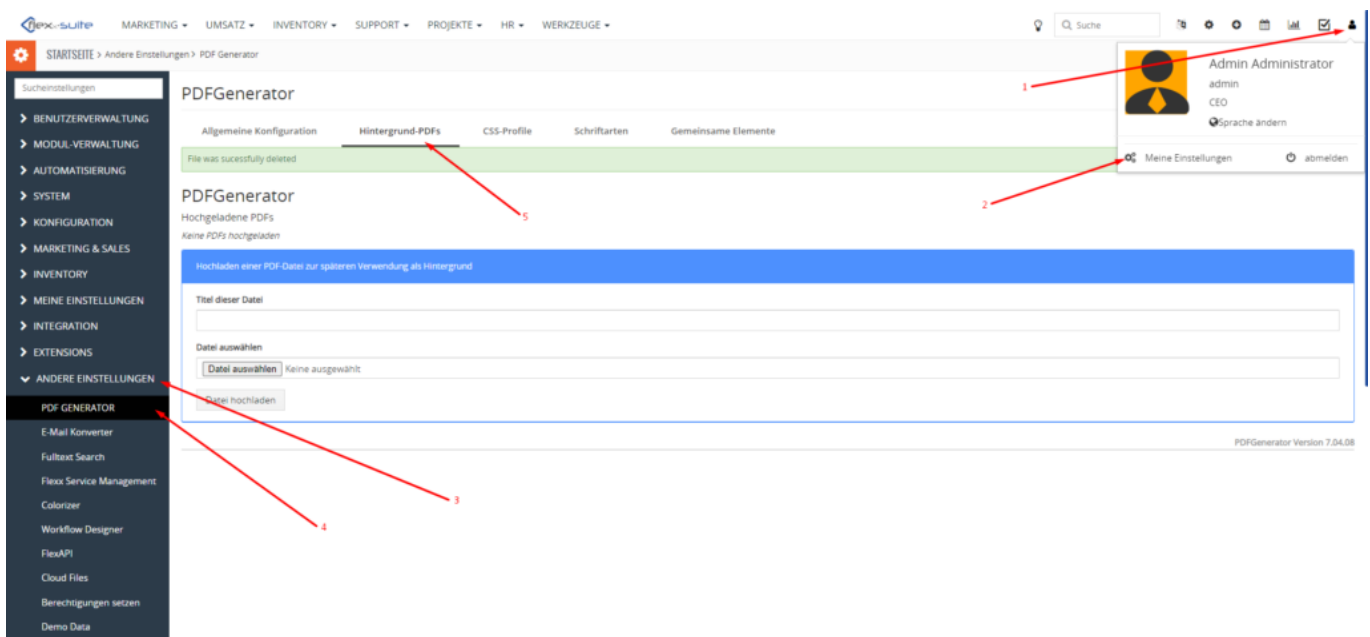 flexx-suite MARKETING UMSATZ INVENTORY SUPPORT PROJEKTE HR WERKZEUGE Suche
STARTSEITE > Andere Einstellungen > PDF Generator
Admin Administrator
admin
CEO
Sprache ändern
Meine Einstellungen abmelden
1
2
Sucheinstellungen
BENUTZERVERWALTUNG
MODUL-VERWALTUNG
AUTOMATISIERUNG
SYSTEM
KONFIGURATION
MARKETING & SALES
INVENTORY
MEINE EINSTELLUNGEN
INTEGRATION
EXTENSIONS
ANDERE EINSTELLUNGEN
PDF GENERATOR
E-Mail Konverter
Fulltext Search
Flexx Service Management
Colorizer
Workflow Designer
FlexAPI
Cloud Files
Berechtigungen setzen
Demo Data
PDFGenerator
Allgemeine Konfiguration Hintergrund-PDFs CSS-Profile Schriftarten Gemeinsame Elemente
File was sucessfully deleted
PDFGenerator
Hochgeladene PDFs
Keine PDFs hochgeladen
5
Hochladen einer PDF-Datei zur späteren Verwendung als Hintergrund
Titel dieser Datei
Datei auswählen
Datei auswählen Keine ausgewählt
Datei hochladen
PDFGenerator Version 7.04.08
3
4